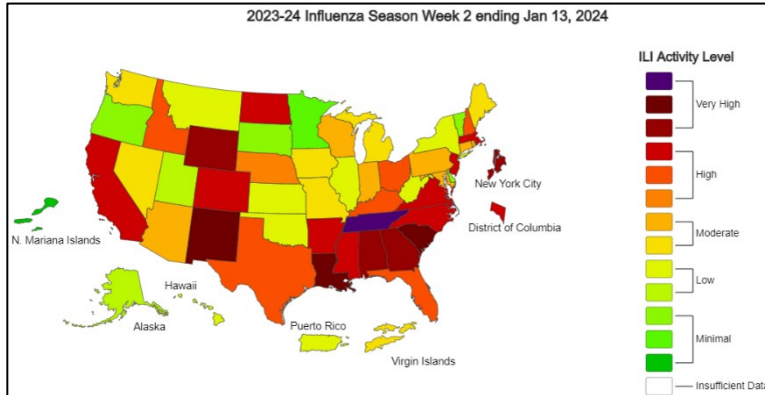 2023-24 Influenza Season Week 2 ending Jan 13, 2024
ILI Activity Level
Very High
High
Moderate
Low
Minimal
Insufficient Data
New York City
District of Columbia
N. Mariana Islands
Hawaii
Alaska
Puerto Rico
Virgin Islands